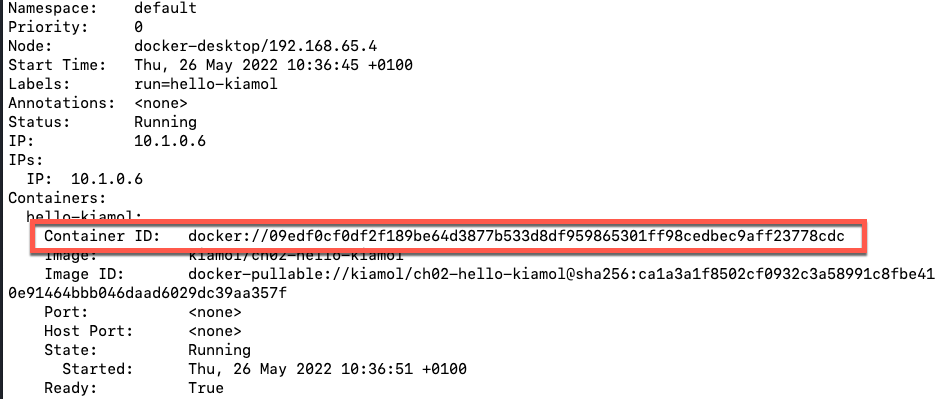 Namespace:    default
Priority:     0
Node:         docker-desktop/192.168.65.4
Start Time:   Thu, 26 May 2022 10:36:45 +0100
Labels:       run=hello-kiamol
Annotations:  <none>
Status:       Running
IP:           10.1.0.6
IPs:
  IP:  10.1.0.6
Containers:
  hello-kiamol:
    Container ID:   docker://09edf0cf0df2f189be64d3877b533d8df959865301ff98cedbec9aff23778cdc
    Image:          kiamol/ch02-hello-kiamol
    Image ID:       docker-pullable://kiamol/ch02-hello-kiamol@sha256:ca1a3a1f8502cf0932c3a58991c8fbe41
0e91464bbb046daad6029dc39aa357f
    Port:           <none>
    Host Port:      <none>
    State:          Running
      Started:      Thu, 26 May 2022 10:36:51 +0100
    Ready:          True